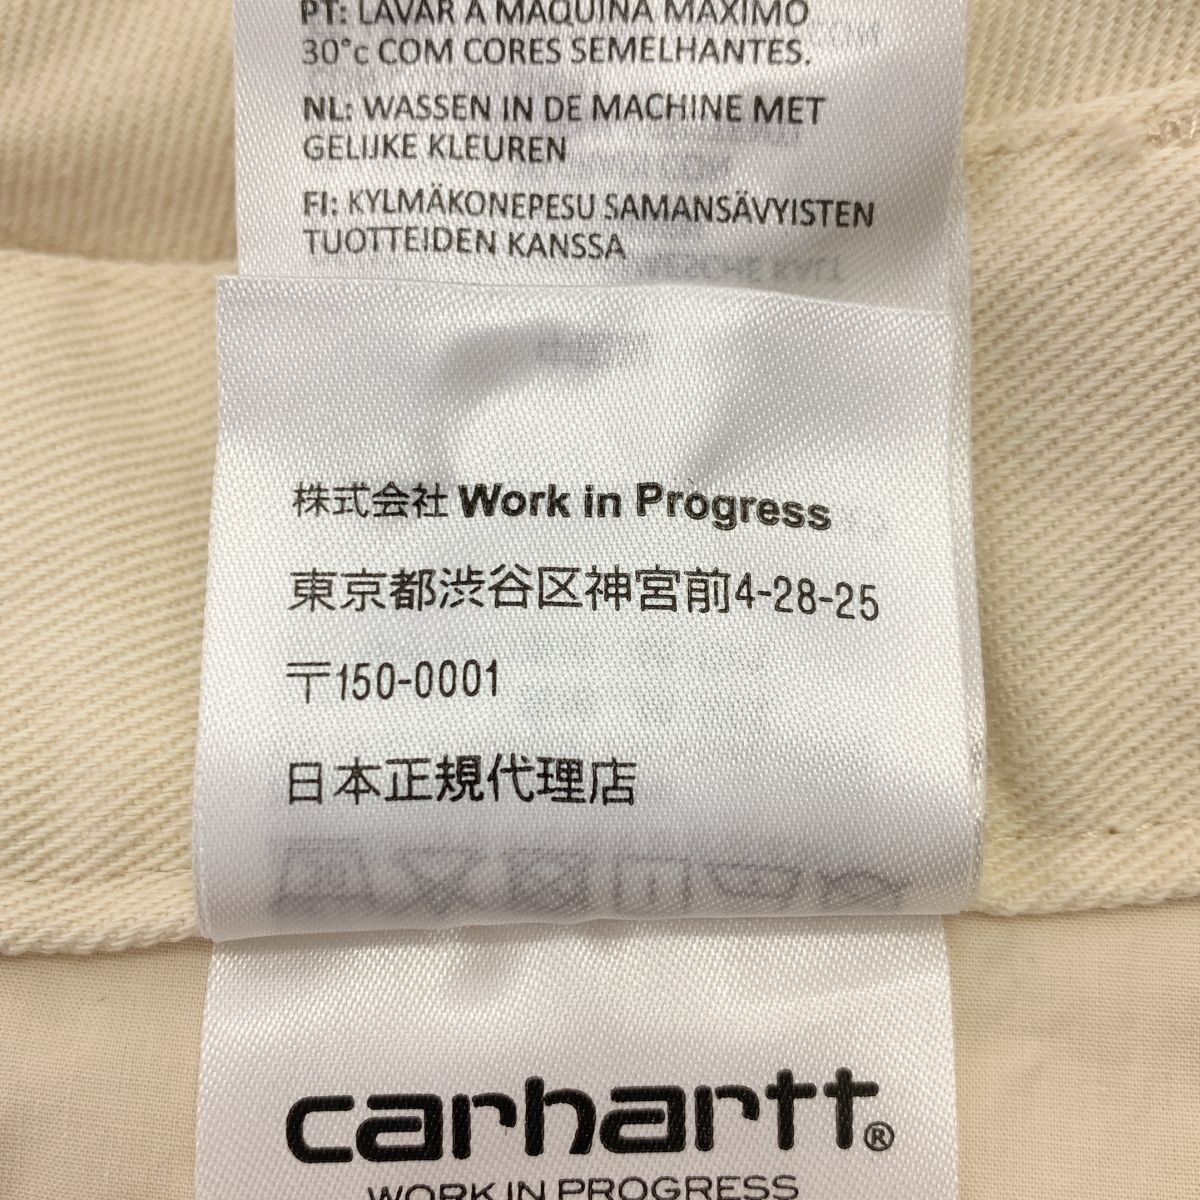 PT: LAVAR À MÁQUINA MÁXIMO
30°c COM CORES SEMELHANTES.
NL: WASSEN IN DE MACHINE MET
GELIJKE KLEUREN
FI: KYLMÄKONEPESU SAMANSÄVYISTEN
TUOTTEIDEN KANSSA
株式会社 Work in Progress
東京都渋谷区神宮前4-28-25
〒150-0001
日本正規代理店
carhartt®
WORK IN PROGRESS